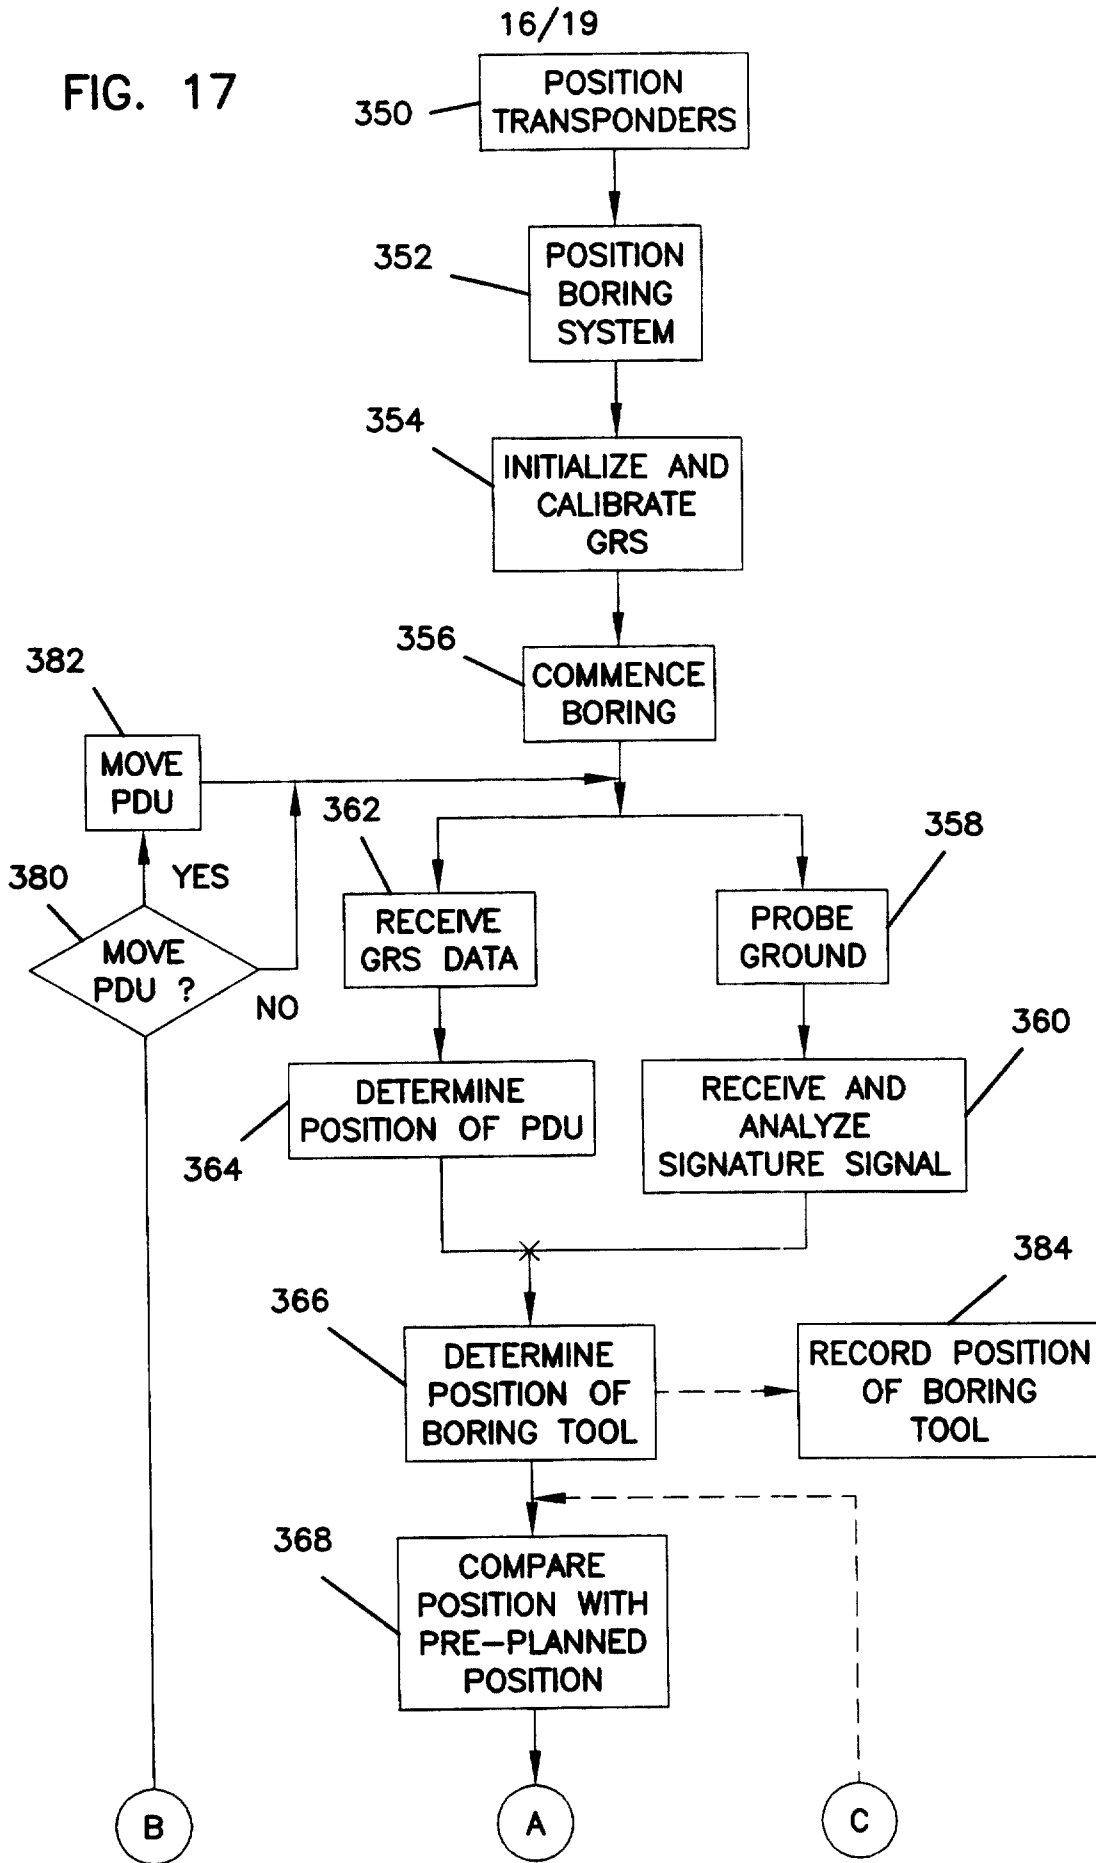 16/19
FIG. 17
350
POSITION
TRANSPONDERS
352
POSITION
BORING
SYSTEM
354
INITIALIZE AND
CALIBRATE
GRS
356
COMMENCE
BORING
382
MOVE
PDU
380
YES
MOVE
PDU ?
NO
362
RECEIVE
GRS DATA
358
PROBE
GROUND
364
DETERMINE
POSITION OF PDU
360
RECEIVE AND
ANALYZE
SIGNATURE SIGNAL
366
DETERMINE
POSITION OF
BORING TOOL
384
RECORD POSITION
OF BORING
TOOL
368
COMPARE
POSITION WITH
PRE-PLANNED
POSITION
B
A
C